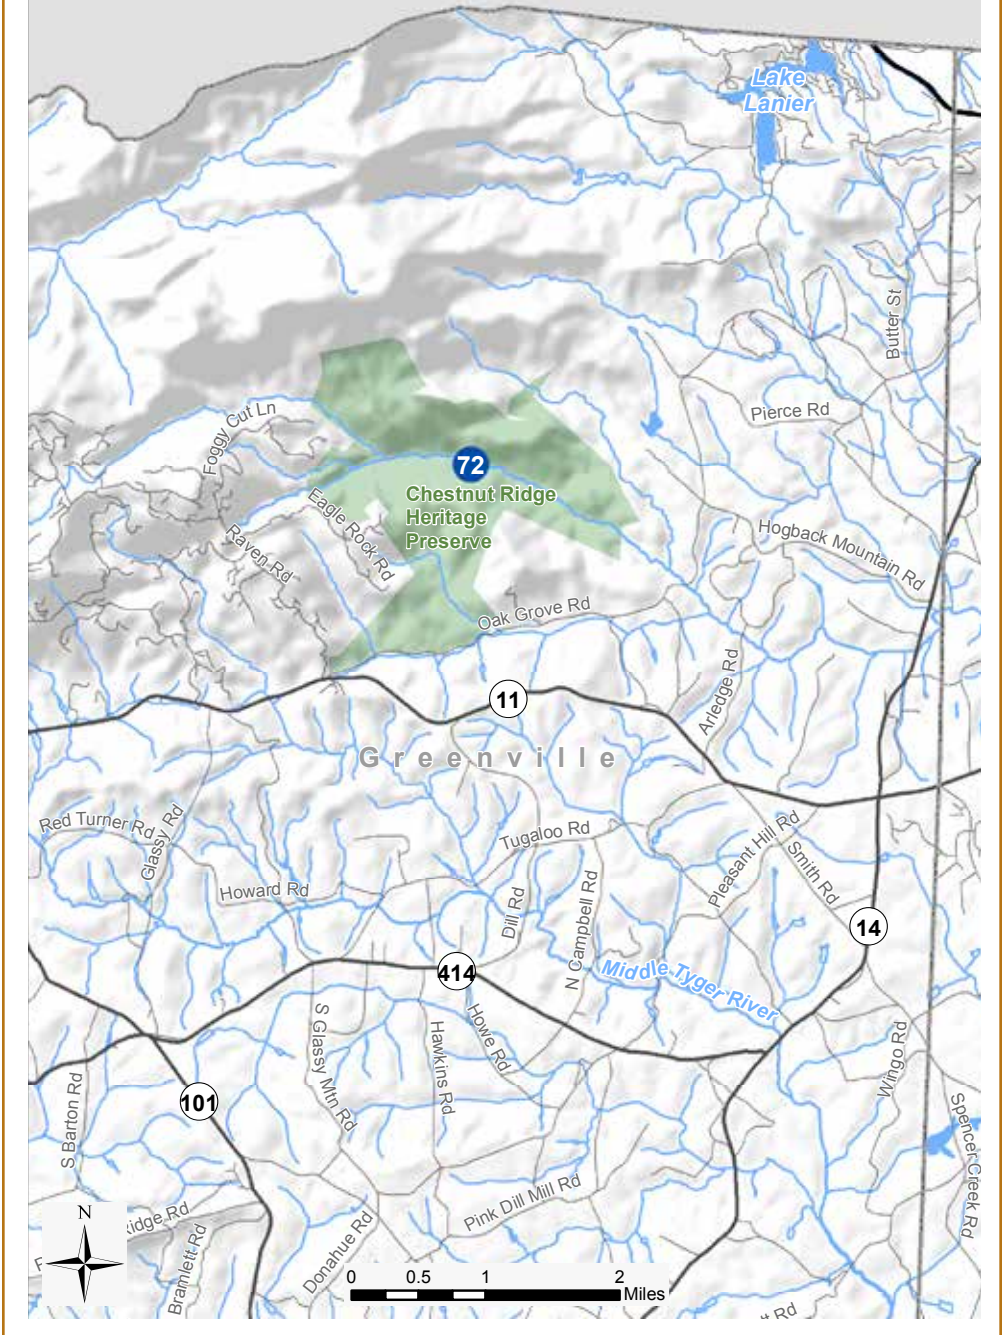 Lake
Lanier
Butter St
Pierce Rd
Foggy Cut Ln
72
Chestnut Ridge
Heritage
Preserve
Eagle Rock Rd
Raven Rd
Hogback Mountain Rd
Oak Grove Rd
Arledge Rd
11
Greenville
Red Turner Rd
Glassy Rd
Tugaloo Rd
Pleasant Hill Rd
Smith Rd
Howard Rd
Dill Rd
N Campbell Rd
14
414
Middle Tyger River
S Glassy Mtn Rd
Hawkins Rd
Howe Rd
Wingo Rd
101
S Barton Rd
Spencer Creek Rd
Pink Dill Mill Rd
N
Ridge Rd
Bramlett Rd
Donahue Rd
0 0.5 1 2
Miles
Rd